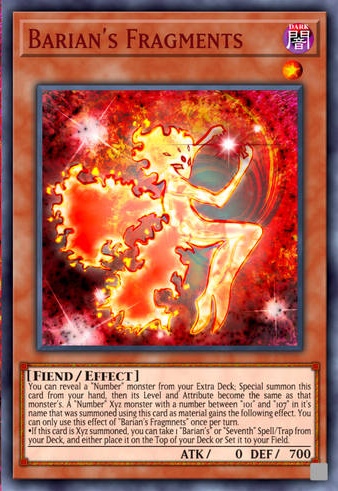 Barian's Fragments
DARK
闇
[Fiend/Effect]
You can reveal a "Number" monster from your Extra Deck; Special summon this
card from your hand, then its Level and Attribute become the same as that
monster's. A "Number" Xyz monster with a number between "101" and "107" in it's
name that was summoned using this card as material gains the following effect. You
can only use this effect of "Barian's Fragmnets" once per turn.
•If this card is Xyz summoned, you can take 1 "Barian's" or "Seventh" Spell/Trap from
your Deck, and either place it on the Top of your Deck or Set it to your Field.
ATK/ 0 DEF/ 700